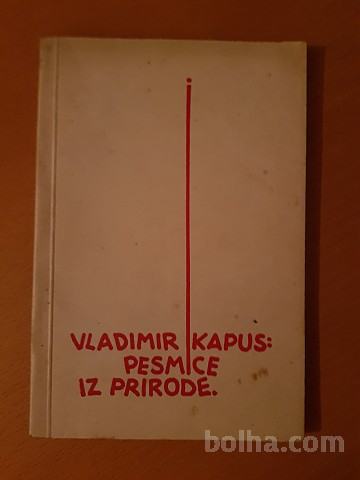 VLADIMIR KAPUS:
PESMICE
IZ PRIRODE.
bolha.com